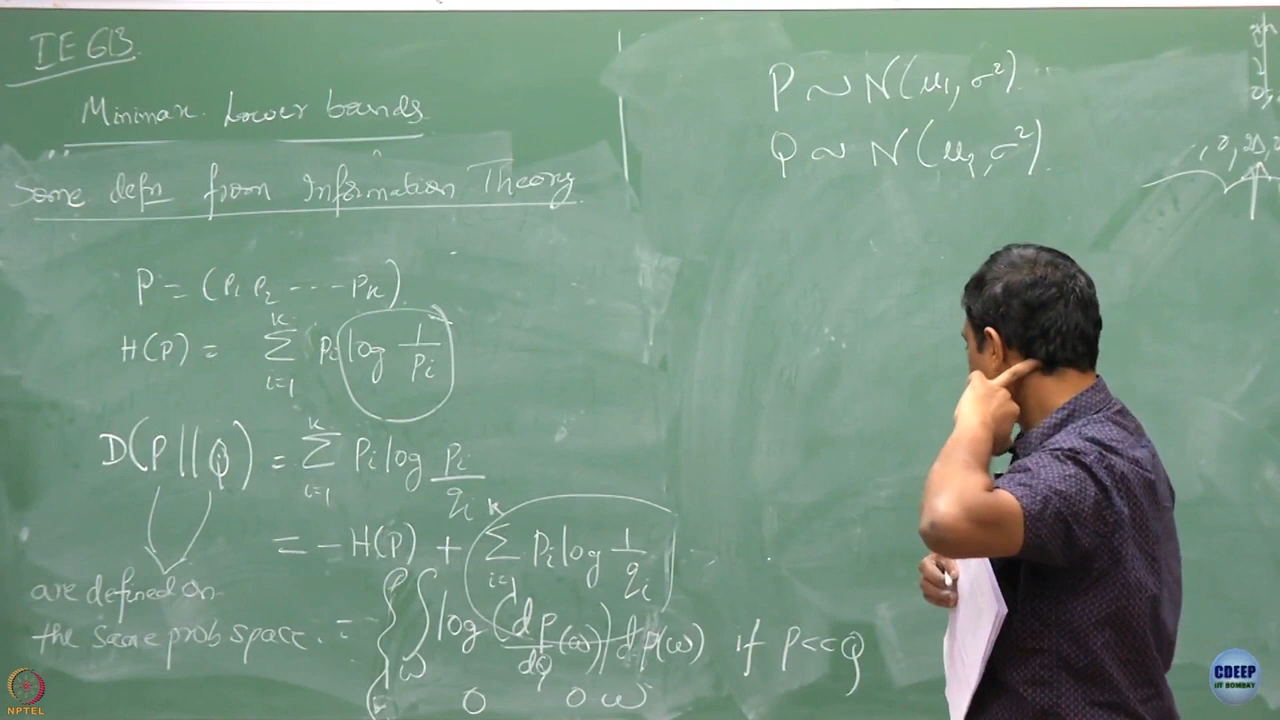 IE 613
Minimax Lower bands
Some defn from Information Theory
P = (P1 P2 ---- PK)
H(P) = K Σ i=1 Pi log 1/Pi
D(P||Q) = K Σ i=1 Pi log Pi/qi
= -H(P) + K Σ i=1 Pi log 1/qi
are defined on
the same prob space. = { ∫ log (dP/dQ (ω)) dP(ω) if P<<Q
ω
0 0 ω
P ~ N(μ1, σ²)
Q ~ N(μ2, σ²)
NPTEL
CDEEP
IIT BOMBAY